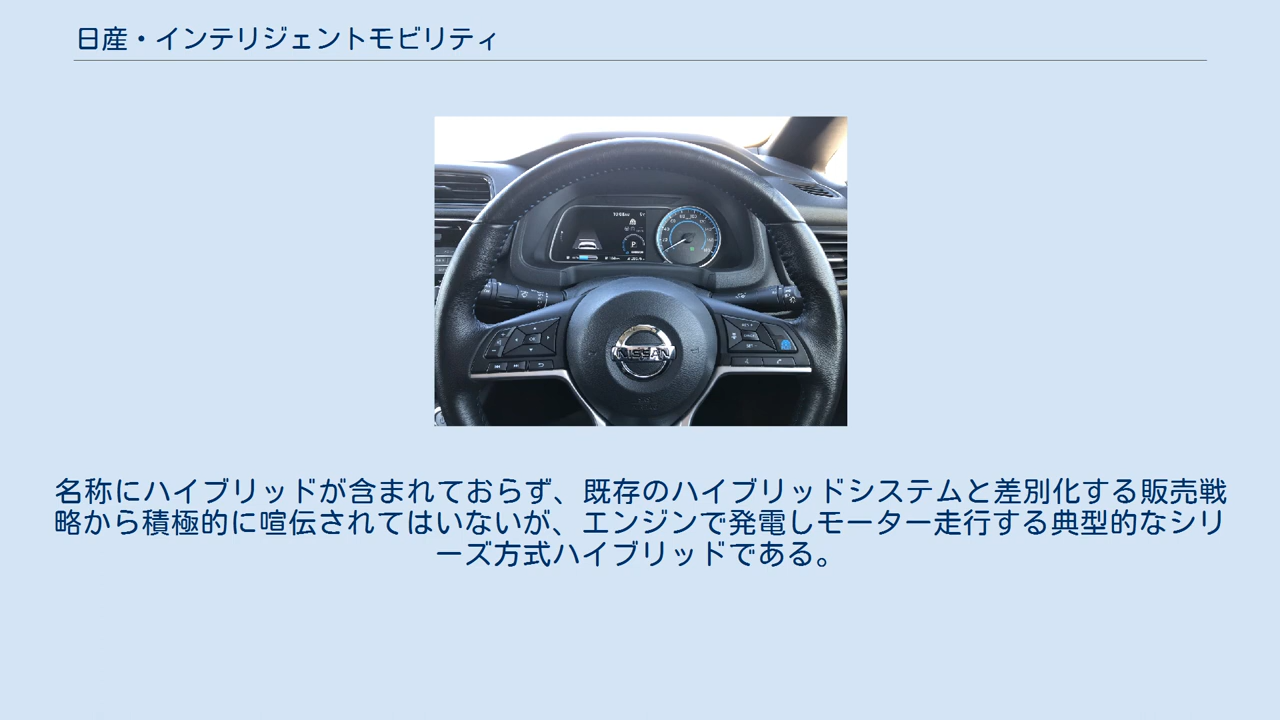 日産・インテリジェントモビリティ
NISSAN
名称にハイブリッドが含まれておらず、既存のハイブリッドシステムと差別化する販売戦
略から積極的に喧伝されてはいないが、エンジンで発電しモーター走行する典型的なシリ
ーズ方式ハイブリッドである。